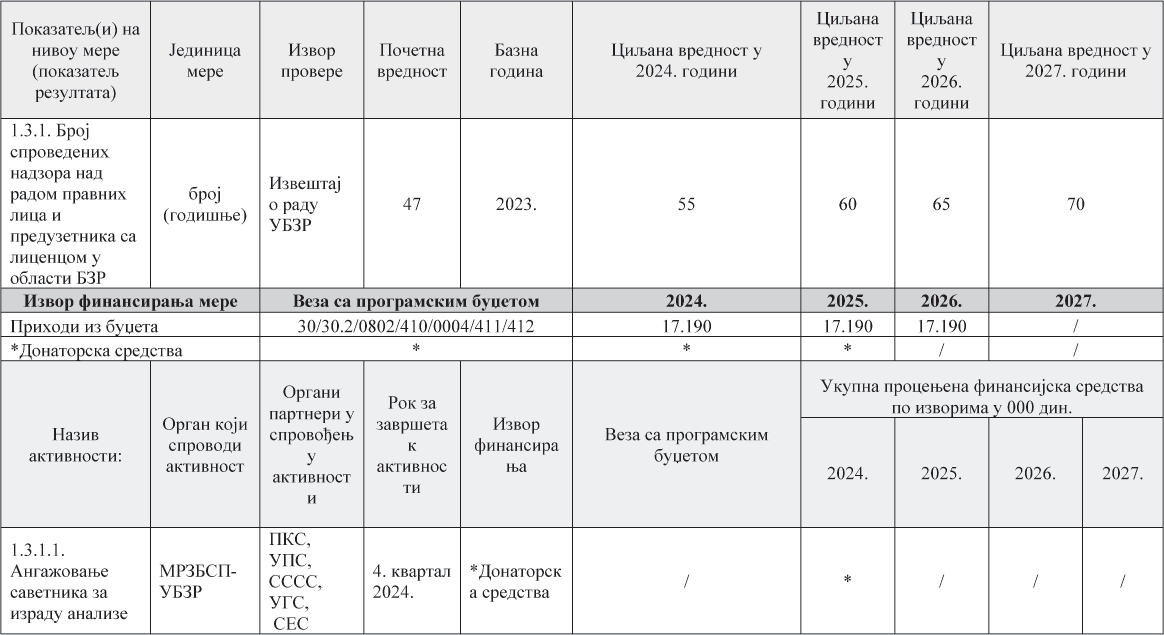 Показатељ(и) на
нивоу мере
(показатељ
резултата)
Јединица
мере
Извор
провере
Почетна
вредност
Базна
година
Циљана вредност у
2024. години
Циљана
вредност
у
2025.
години
Циљана
вредност
у
2026.
години
Циљана вредност у
2027. години
1.3.1. Број
спроведених
надзора над
радом правних
лица и
предузетника са
лиценцом у
области БЗР
број
(годишње)
Извештај
о раду
УБЗР
47
2023.
55
60
65
70
Извор финансирања мере
Веза са програмским буџетом
2024.
2025.
2026.
2027.
Приходи из буџета
30/30.2/0802/410/0004/411/412
17.190
17.190
17.190
/
*Донаторска средства
*
*
*
/
/
Назив
активности:
Орган који
спроводи
активност
Органи
партнери у
спровођењ
у
активност
и
Рок за
завршета
к
активнос
ти
Извор
финансира
ња
Веза са програмским
буџетом
Укупна процењена финансијска средства
по изворима у 000 дин.
2024.
2025.
2026.
2027.
1.3.1.1.
Ангажовање
саветника за
израду анализе
МРЗБСП-
УБЗР
ПКС,
УПС,
СССС,
УГС,
СЕС
4. квартал
2024.
*Донаторск
а средства
/
*
/
/
/